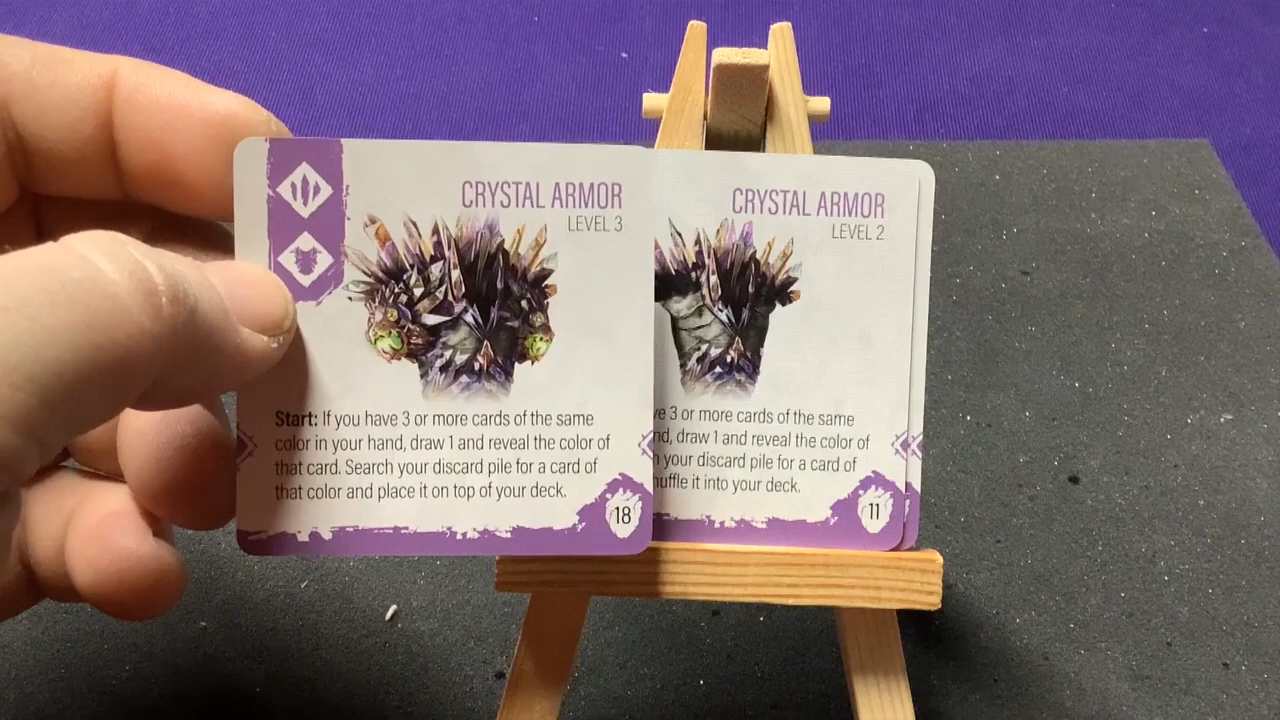 CRYSTAL ARMOR
LEVEL 3
Start: If you have 3 or more cards of the same
color in your hand, draw 1 and reveal the color of
that card. Search your discard pile for a card of
that color and place it on top of your deck.
18
CRYSTAL ARMOR
LEVEL 2
3 or more cards of the same
draw 1 and reveal the color of
your discard pile for a card of
it into your deck.
11